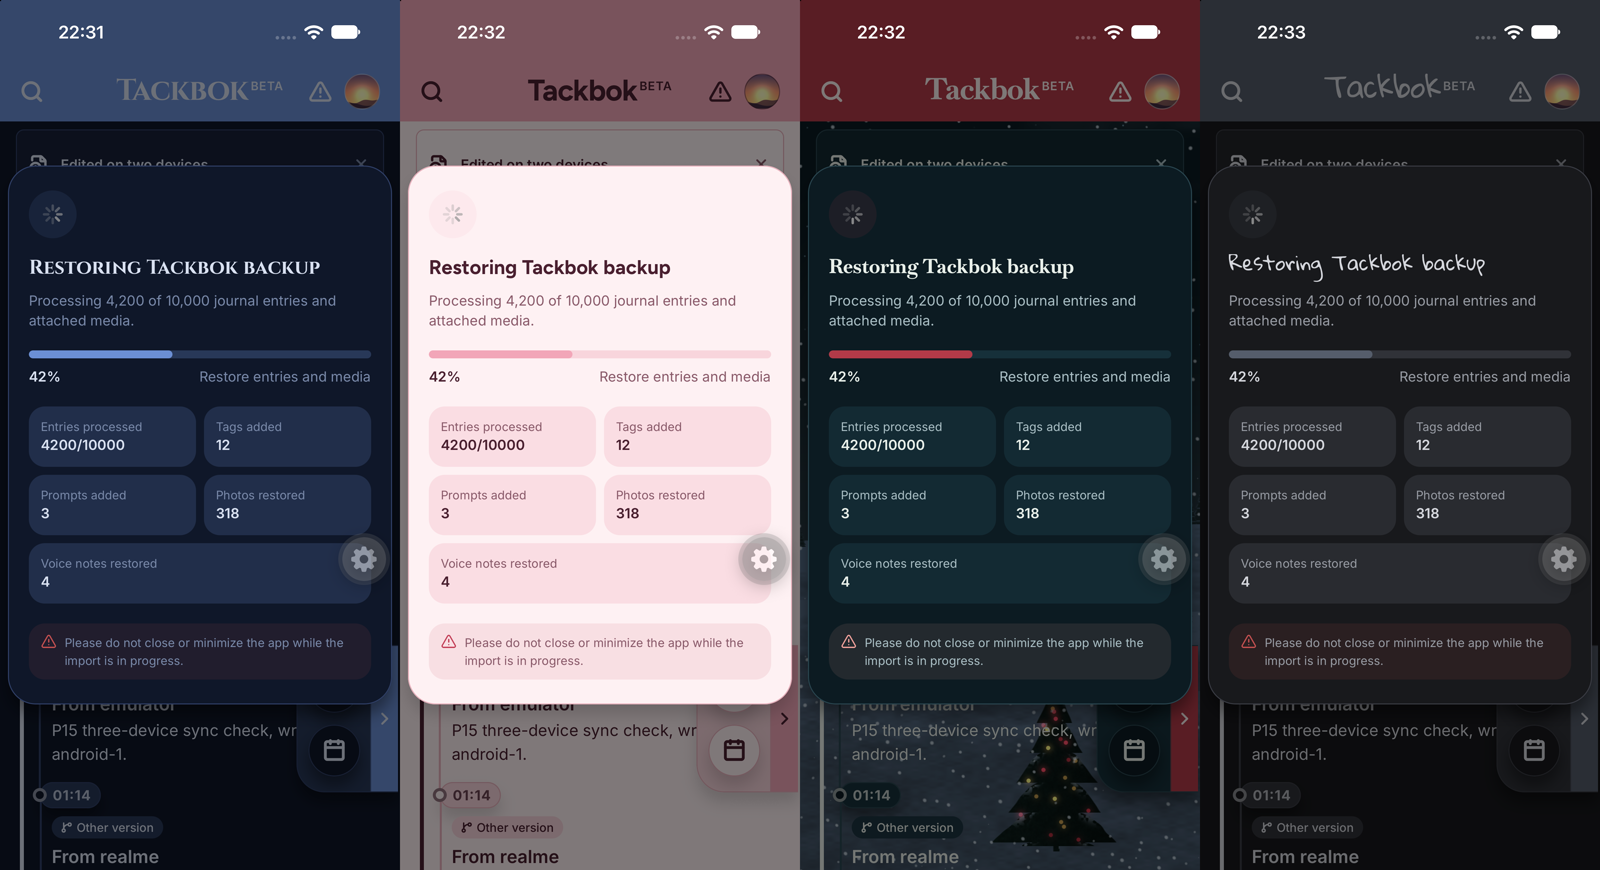 22:31
TACKBOK BETA
Edited on two devices
RESTORING TACKBOK BACKUP
Processing 4,200 of 10,000 journal entries and
attached media.
42% Restore entries and media
Entries processed
4200/10000
Tags added
12
Prompts added
3
Photos restored
318
Voice notes restored
4
Please do not close or minimize the app while the
import is in progress.
From emulator
P15 three-device sync check, wr
android-1.
01:14
Other version
From realme
22:32
Tackbok BETA
Edited on two devices
Restoring Tackbok backup
Processing 4,200 of 10,000 journal entries and
attached media.
42% Restore entries and media
Entries processed
4200/10000
Tags added
12
Prompts added
3
Photos restored
318
Voice notes restored
4
Please do not close or minimize the app while the
import is in progress.
From emulator
P15 three-device sync check, wr
android-1.
01:14
Other version
From realme
22:32
Tackbok BETA
Edited on two devices
Restoring Tackbok backup
Processing 4,200 of 10,000 journal entries and
attached media.
42% Restore entries and media
Entries processed
4200/10000
Tags added
12
Prompts added
3
Photos restored
318
Voice notes restored
4
Please do not close or minimize the app while the
import is in progress.
From emulator
P15 three-device sync check, wr
android-1.
01:14
Other version
From realme
22:33
Tackbok BETA
Edited on two devices
Restoring Tackbok backup
Processing 4,200 of 10,000 journal entries and
attached media.
42% Restore entries and media
Entries processed
4200/10000
Tags added
12
Prompts added
3
Photos restored
318
Voice notes restored
4
Please do not close or minimize the app while the
import is in progress.
From emulator
P15 three-device sync check, wr
android-1.
01:14
Other version
From realme